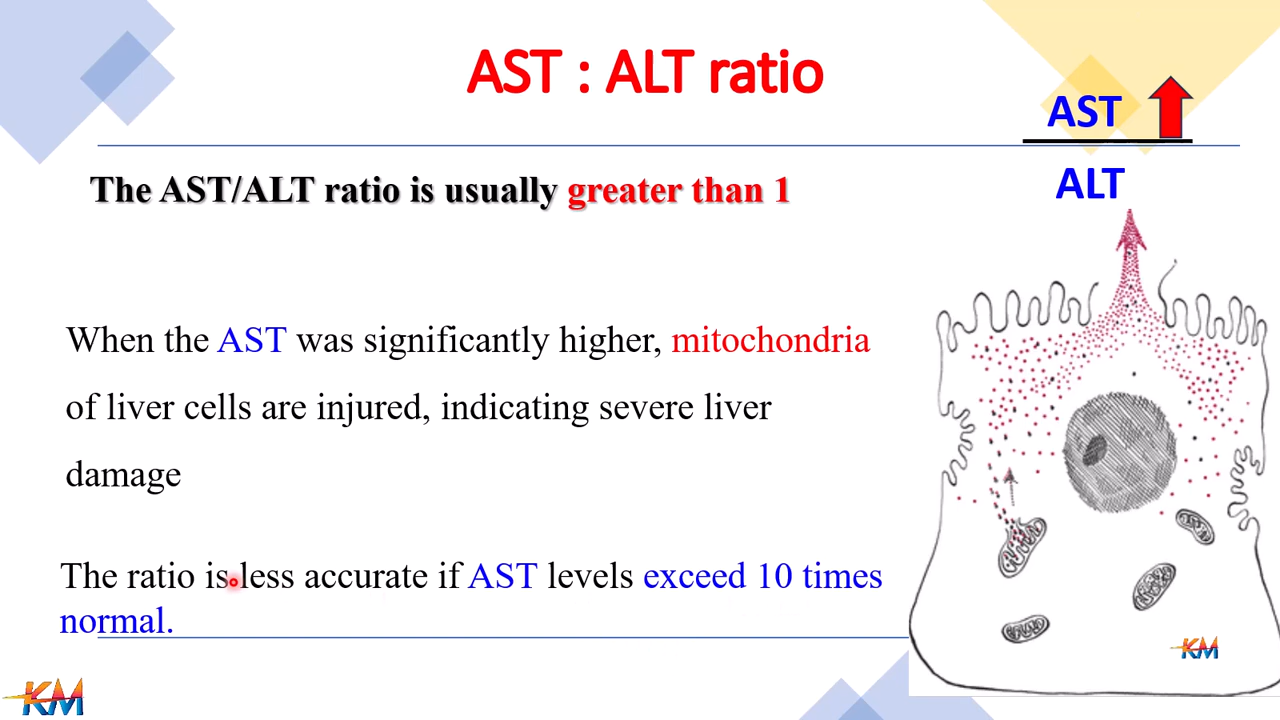 AST : ALT ratio
AST
ALT
The AST/ALT ratio is usually greater than 1
When the AST was significantly higher, mitochondria
of liver cells are injured, indicating severe liver
damage
The ratio is less accurate if AST levels exceed 10 times
normal.
KM
KM